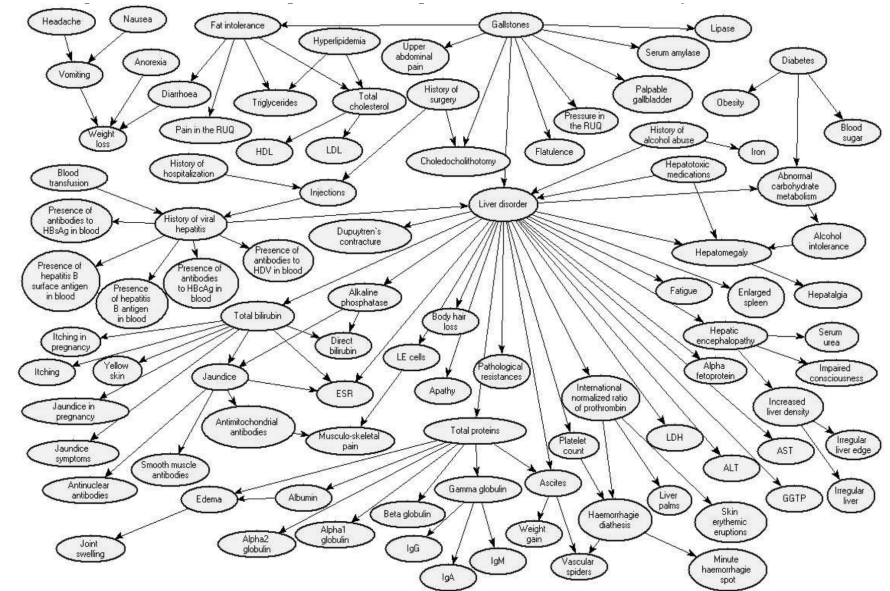 Headache
Nausea
Fat intolerance
Gallstones
Lipase
Hyperlipidemia
Upper
abdominal
pain
Serum amylase
Vomiting
Anorexia
Diabetes
Diarrhoea
Triglycerides
Total
cholesterol
History of
surgery
Palpable
gallbladder
Obesity
Pain in the RUQ
Pressure in
the RUQ
Weight
loss
HDL
LDL
Choledocholithotomy
Flatulence
History of
alcohol abuse
Iron
Blood
sugar
History of
hospitalization
Blood
transfusion
Injections
Hepatotoxic
medications
Abnormal
carbohydrate
metabolism
Liver disorder
Presence of
antibodies to
HBsAg in blood
History of viral
hepatitis
Dupuytren`s
contracture
Hepatomegaly
Alcohol
intolerance
Presence of
hepatitis B
surface antigen
in blood
Presence
of hepatitis
B antigen
in blood
Presence of
antibodies
to HBcAg in
blood
Presence of
antibodies to
HDV in blood
Alkaline
phosphatase
Fatigue
Enlarged
spleen
Hepatalgia
Total bilirubin
Body hair
loss
Itching in
pregnancy
Direct
bilirubin
Hepatic
encephalopathy
Serum
urea
LE cells
Itching
Yellow
skin
Jaundice
ESR
Apathy
Pathological
resistances
International
normalized ratio
of prothrombin
Alpha
fetoprotein
Impaired
consciousness
Jaundice in
pregnancy
Antimitochondrial
antibodies
Musculo-skeletal
pain
Total proteins
Platelet
count
LDH
Increased
liver density
Irregular
liver edge
Jaundice
symptoms
Smooth muscle
antibodies
AST
ALT
Antinuclear
antibodies
Edema
Albumin
Gamma globulin
Ascites
Liver
palms
GGTP
Irregular
liver
Beta globulin
Haemorrhagie
diathesis
Skin
erythemic
eruptions
Joint
swelling
Alpha2
globulin
Alpha1
globulin
IgG
IgM
IgA
Weight
gain
Vascular
spiders
Minute
haemorrhagie
spot